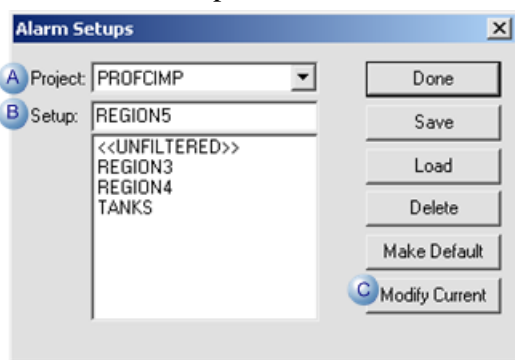 Alarm Setups
A Project: PROFCIMP
Done
B Setup: REGION5
Save
<<UNFILTERED>>
REGION3
REGION4
TANKS
Load
Delete
Make Default
C Modify Current